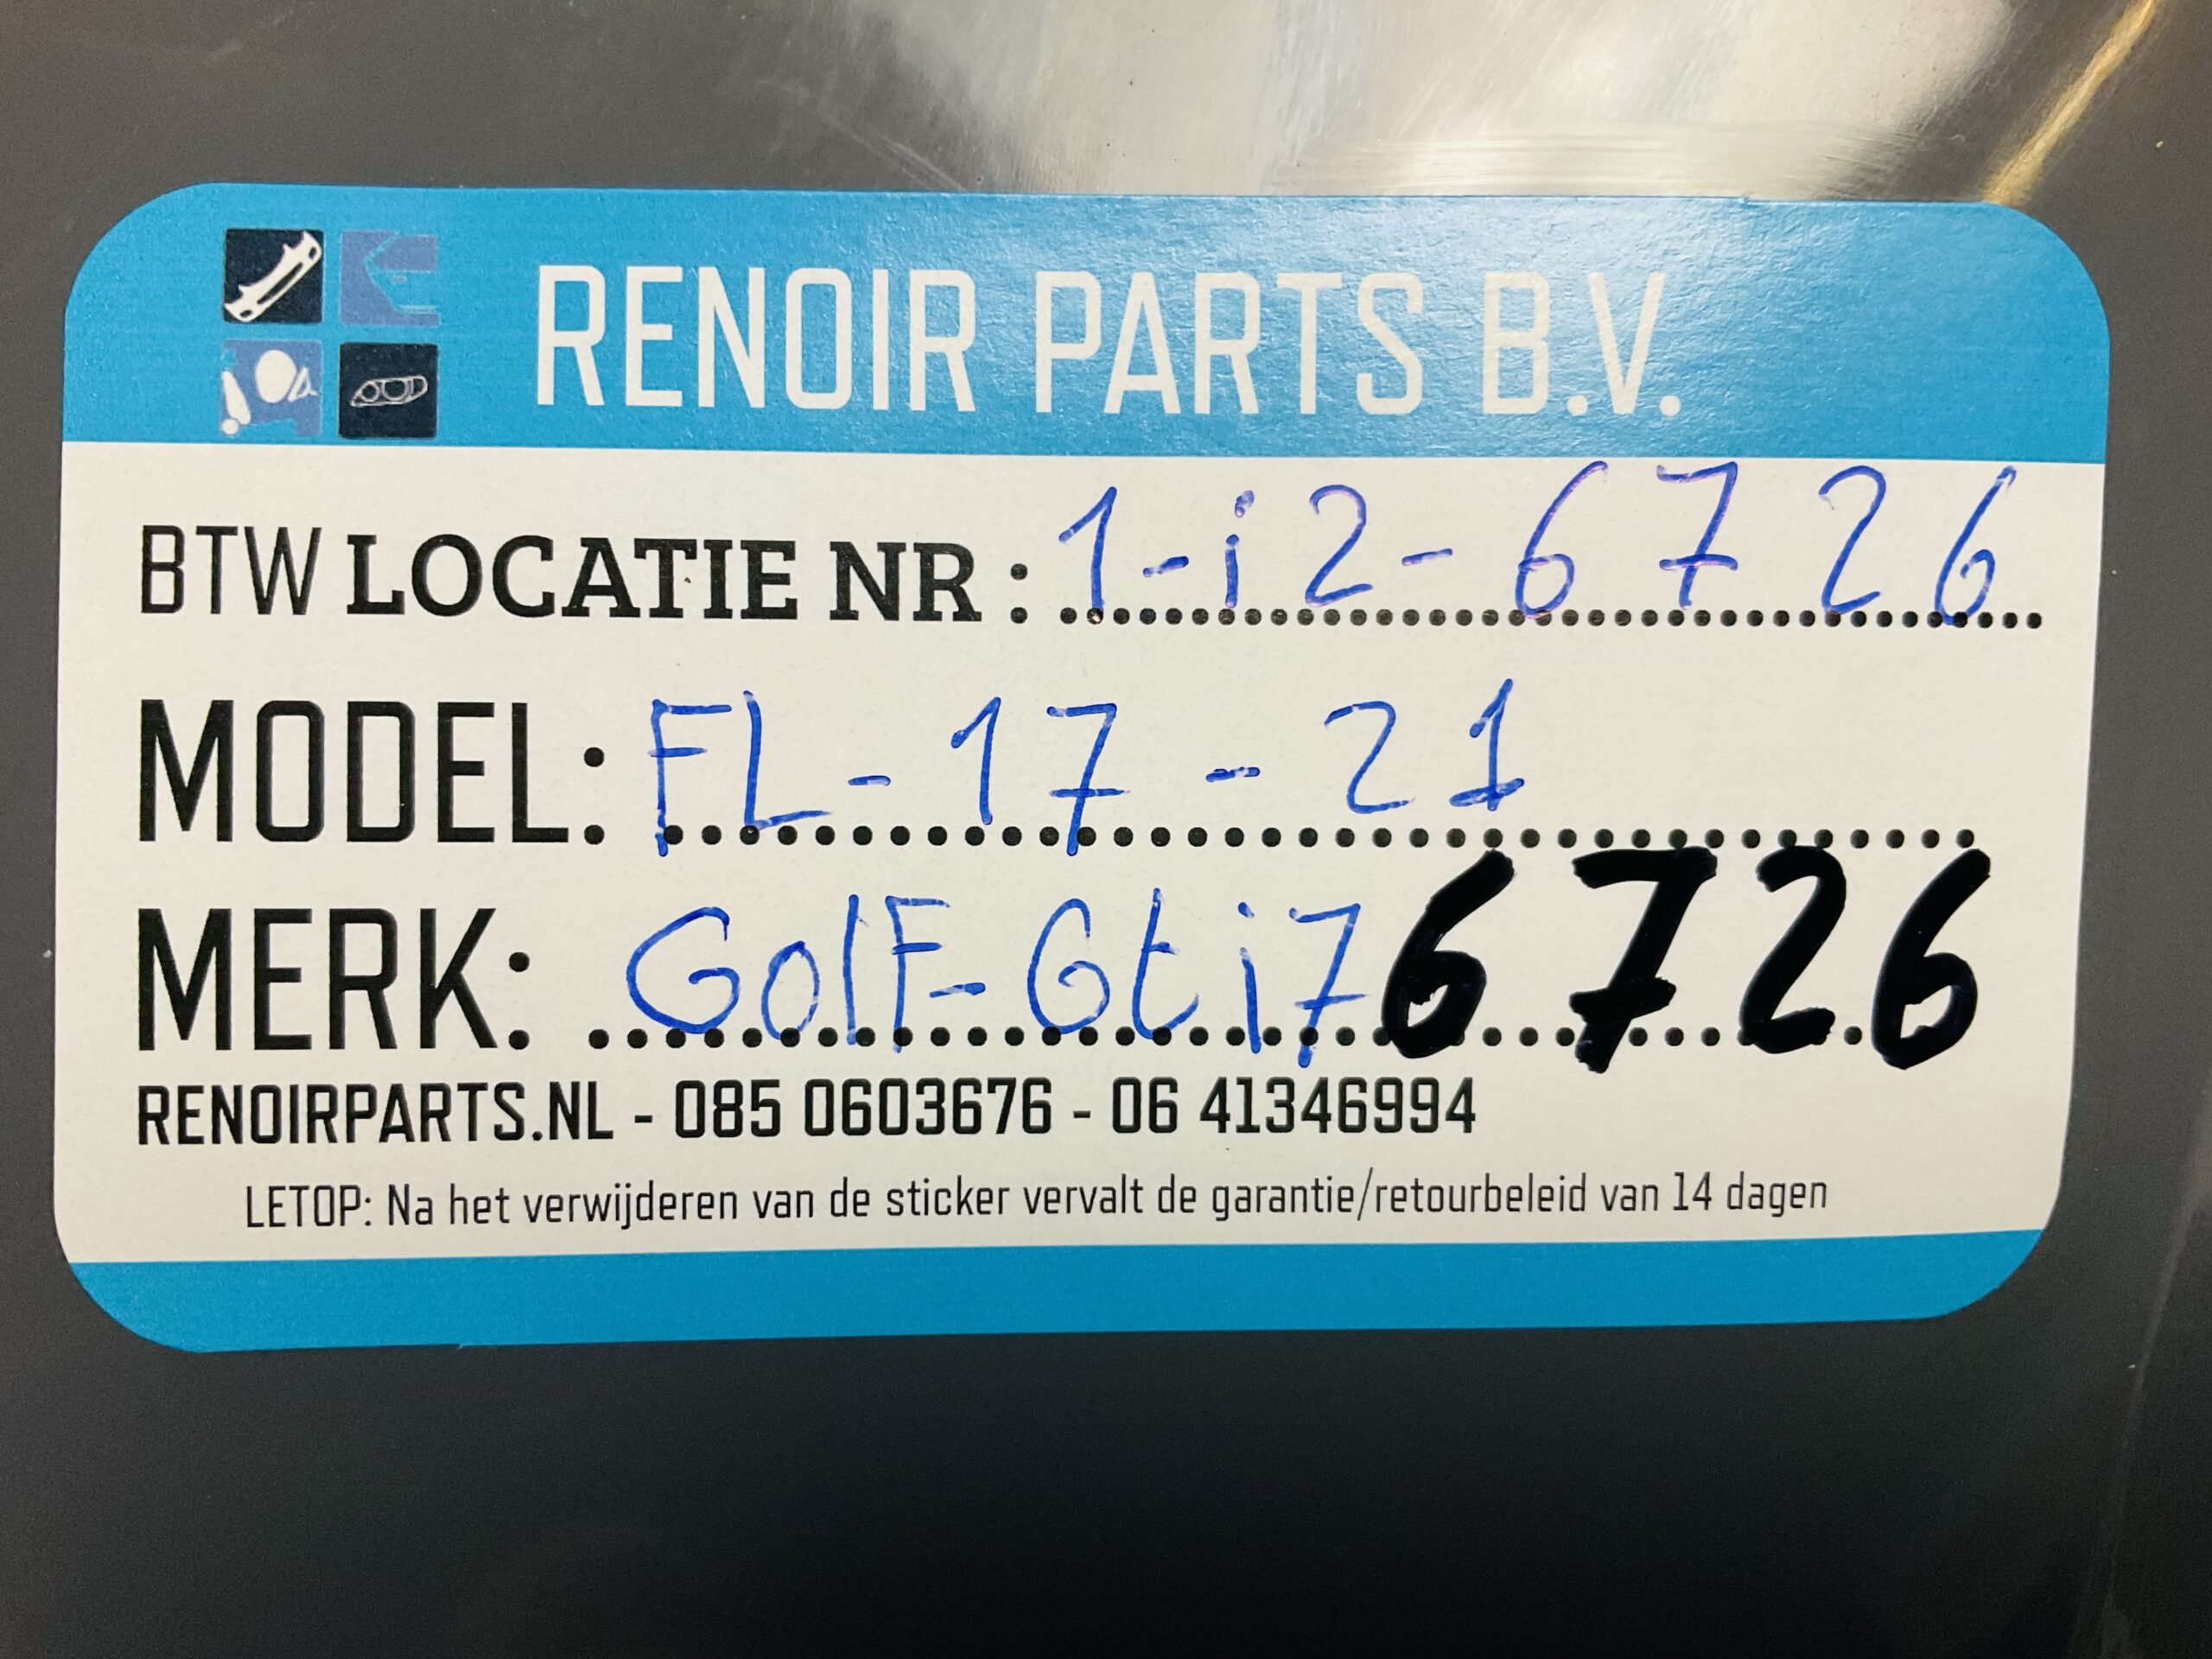 RENOIR PARTS B.V.
BTW LOCATIE NR : 1-i2-6726
MODEL: FL-17-21
MERK: GolF-Gti7 6726
RENOIRPARTS.NL - 085 0603676 - 06 41346994
LETOP: Na het verwijderen van de sticker vervalt de garantie/retourbeleid van 14 dagen